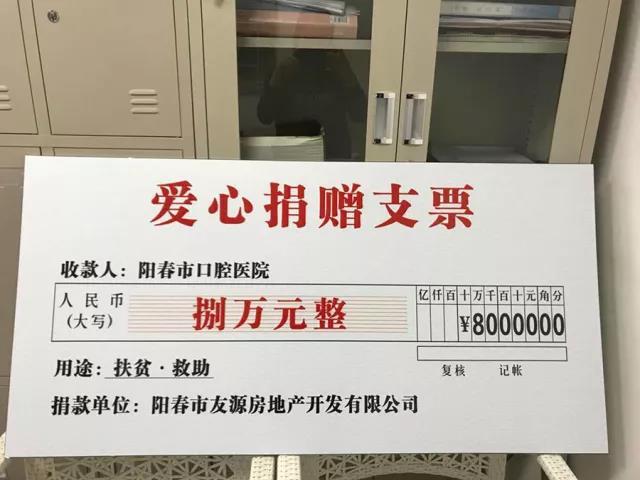 爱心捐赠支票
收款人：阳春市口腔医院
人民币
(大写)
捌万元整
亿仟百十万千百十元角分
¥8000000
复核 记帐
用途：扶贫·救助
捐款单位：阳春市友源房地产开发有限公司